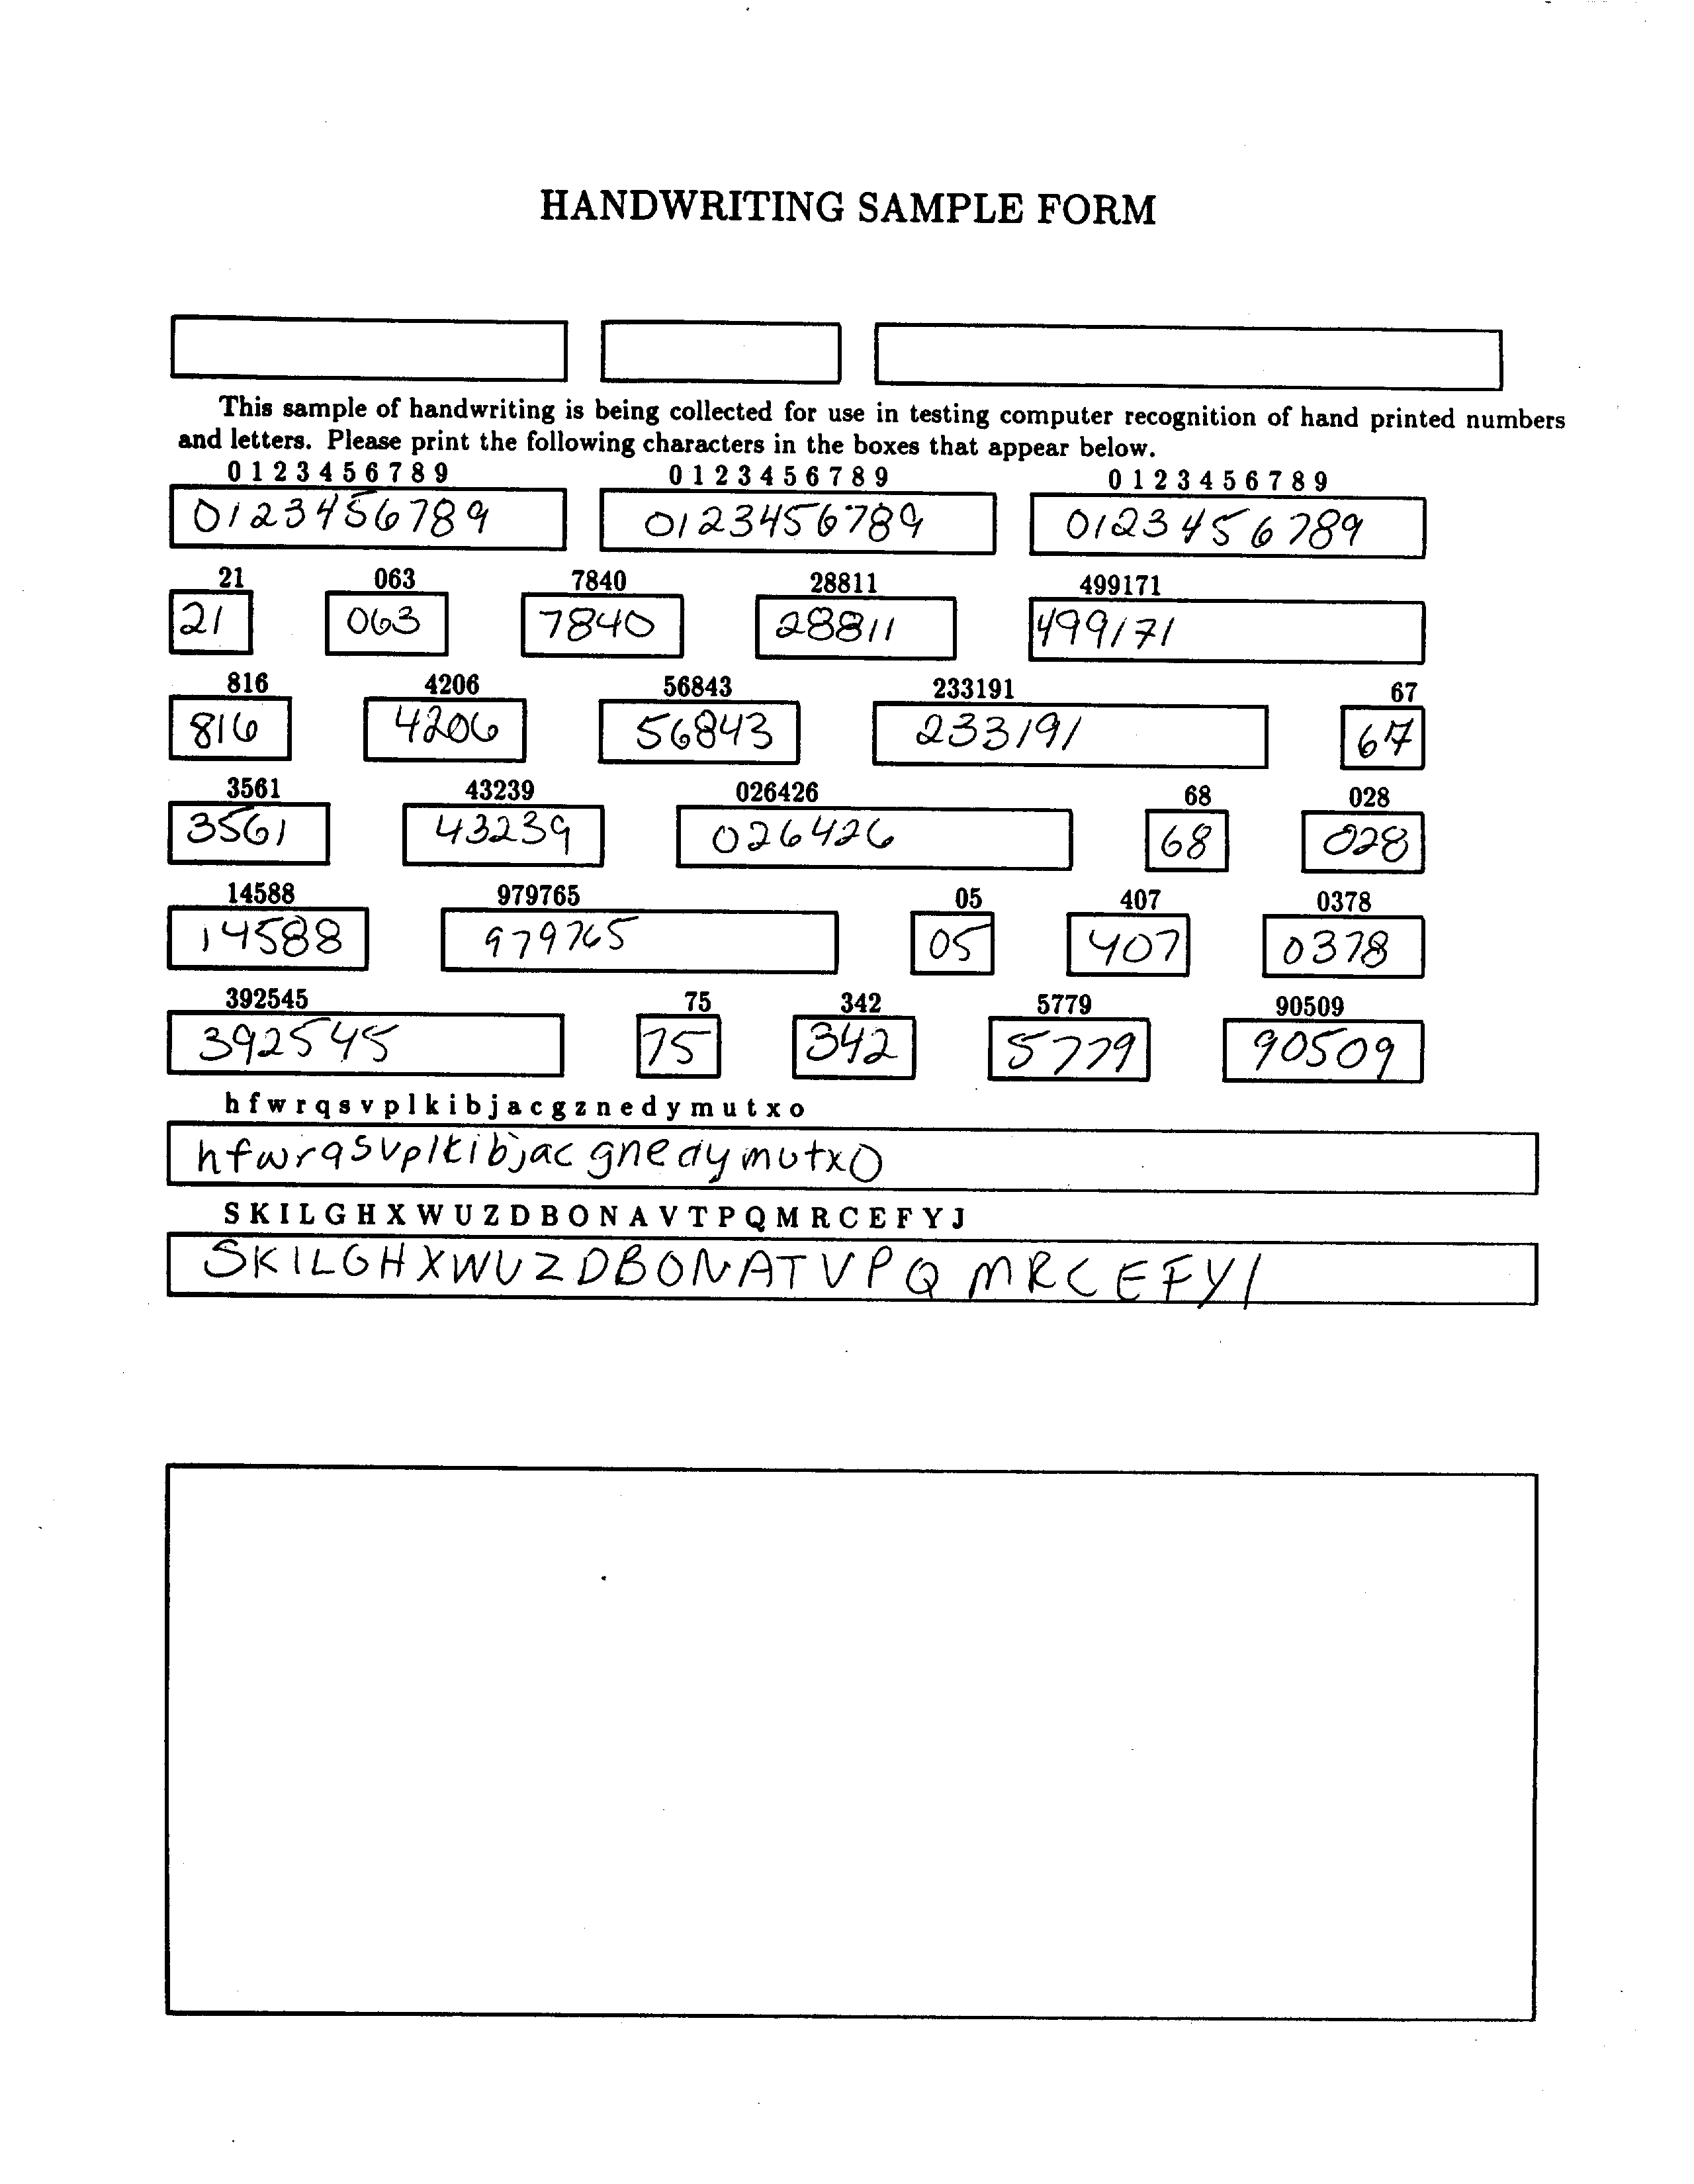 HANDWRITING SAMPLE FORM
This sample of handwriting is being collected for use in testing computer recognition of hand printed numbers
and letters. Please print the following characters in the boxes that appear below.
0 1 2 3 4 5 6 7 8 9 0 1 2 3 4 5 6 7 8 9 0 1 2 3 4 5 6 7 8 9
0123456789 0123456789 0123456789
21 063 7840 28811 499171
21 063 7840 28811 499171
816 4206 56843 233191 67
816 4206 56843 233191 67
3561 43239 026426 68 028
3561 43239 026426 68 028
14588 979765 05 407 0378
14588 979765 05 407 0378
392545 75 342 5779 90509
392545 75 342 5779 90509
h f w r q s v p l k i b j a c g z n e d y m u t x o
hfwrqsvplkibjac gnedymutxo
S K I L G H X W U Z D B O N A V T P Q M R C E F Y J
SKILGHXWUZDBONATVPQMRCEFYJ